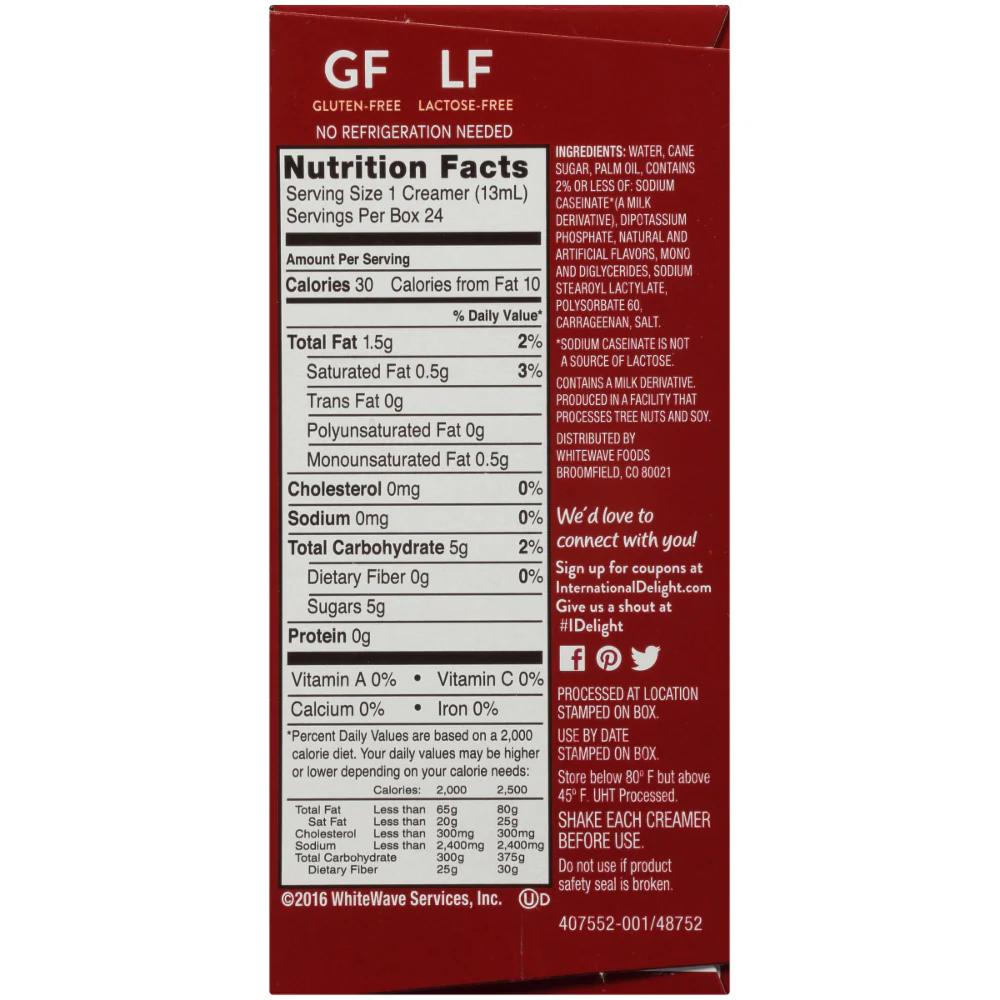 GF LF
GLUTEN-FREE LACTOSE-FREE
NO REFRIGERATION NEEDED
Nutrition Facts
Serving Size 1 Creamer (13mL)
Servings Per Box 24
Amount Per Serving
Calories 30 Calories from Fat 10
% Daily Value*
Total Fat 1.5g 2%
Saturated Fat 0.5g 3%
Trans Fat 0g
Polyunsaturated Fat 0g
Monounsaturated Fat 0.5g
Cholesterol 0mg 0%
Sodium 0mg 0%
Total Carbohydrate 5g 2%
Dietary Fiber 0g 0%
Sugars 5g
Protein 0g
Vitamin A 0% • Vitamin C 0%
Calcium 0% • Iron 0%
*Percent Daily Values are based on a 2,000
calorie diet. Your daily values may be higher
or lower depending on your calorie needs:
Calories: 2,000 2,500
Total Fat Less than 65g 80g
Sat Fat Less than 20g 25g
Cholesterol Less than 300mg 300mg
Sodium Less than 2,400mg 2,400mg
Total Carbohydrate 300g 375g
Dietary Fiber 25g 30g
©2016 WhiteWave Services, Inc. UD
INGREDIENTS: WATER, CANE
SUGAR, PALM OIL, CONTAINS
2% OR LESS OF: SODIUM
CASEINATE*(A MILK
DERIVATIVE), DIPOTASSIUM
PHOSPHATE, NATURAL AND
ARTIFICIAL FLAVORS, MONO
AND DIGLYCERIDES, SODIUM
STEAROYL LACTYLATE,
POLYSORBATE 60,
CARRAGEENAN, SALT.
*SODIUM CASEINATE IS NOT
A SOURCE OF LACTOSE.
CONTAINS A MILK DERIVATIVE.
PRODUCED IN A FACILITY THAT
PROCESSES TREE NUTS AND SOY.
DISTRIBUTED BY
WHITEWAVE FOODS
BROOMFIELD, CO 80021
We'd love to
connect with you!
Sign up for coupons at
InternationalDelight.com
Give us a shout at
#IDelight
PROCESSED AT LOCATION
STAMPED ON BOX.
USE BY DATE
STAMPED ON BOX.
Store below 80º F but above
45º F. UHT Processed.
SHAKE EACH CREAMER
BEFORE USE.
Do not use if product
safety seal is broken.
407552-001/48752